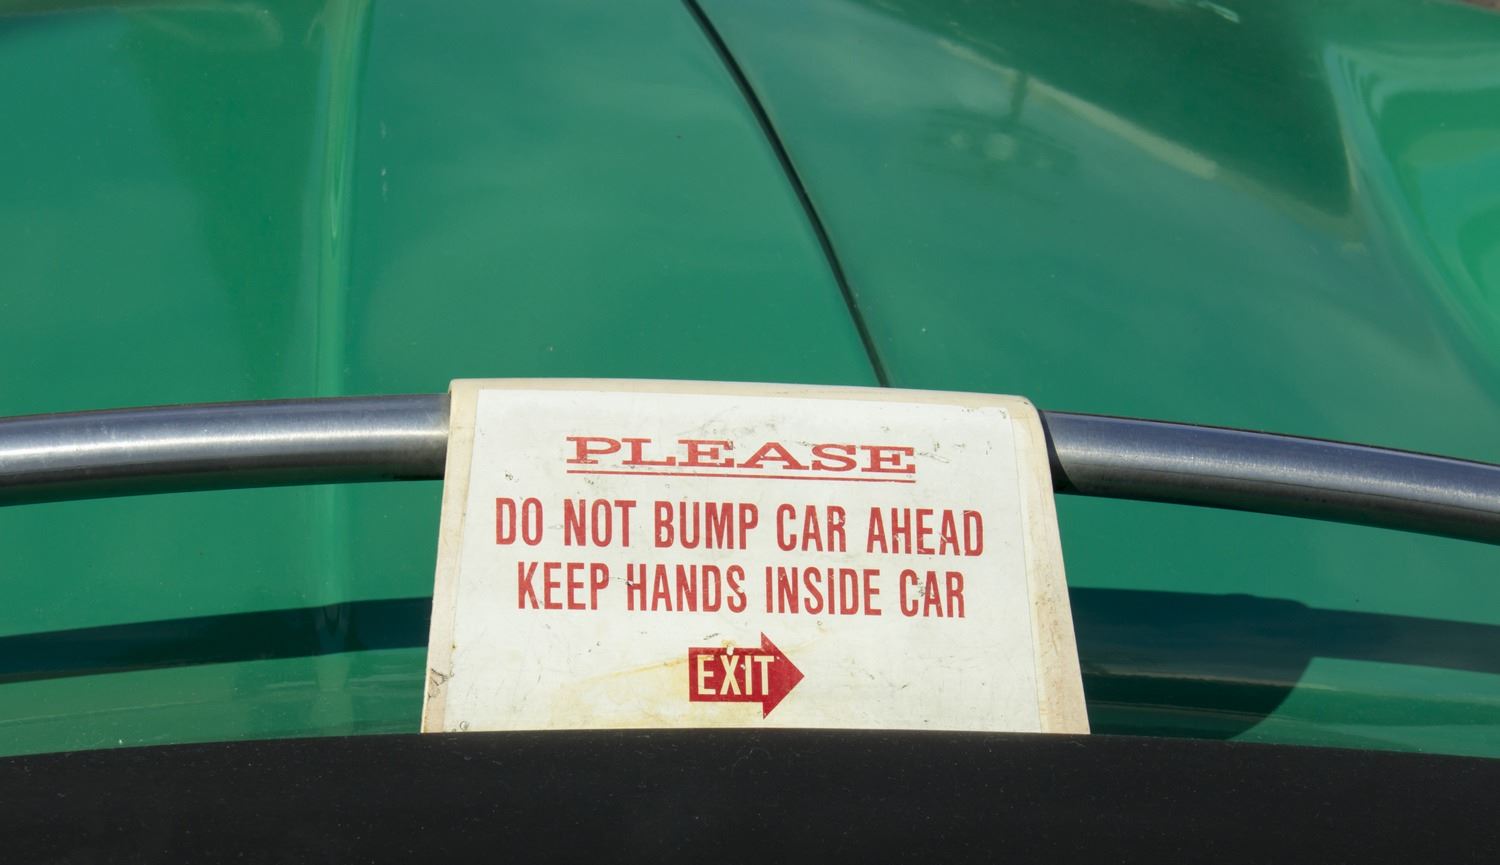 PLEASE
DO NOT BUMP CAR AHEAD
KEEP HANDS INSIDE CAR
EXIT